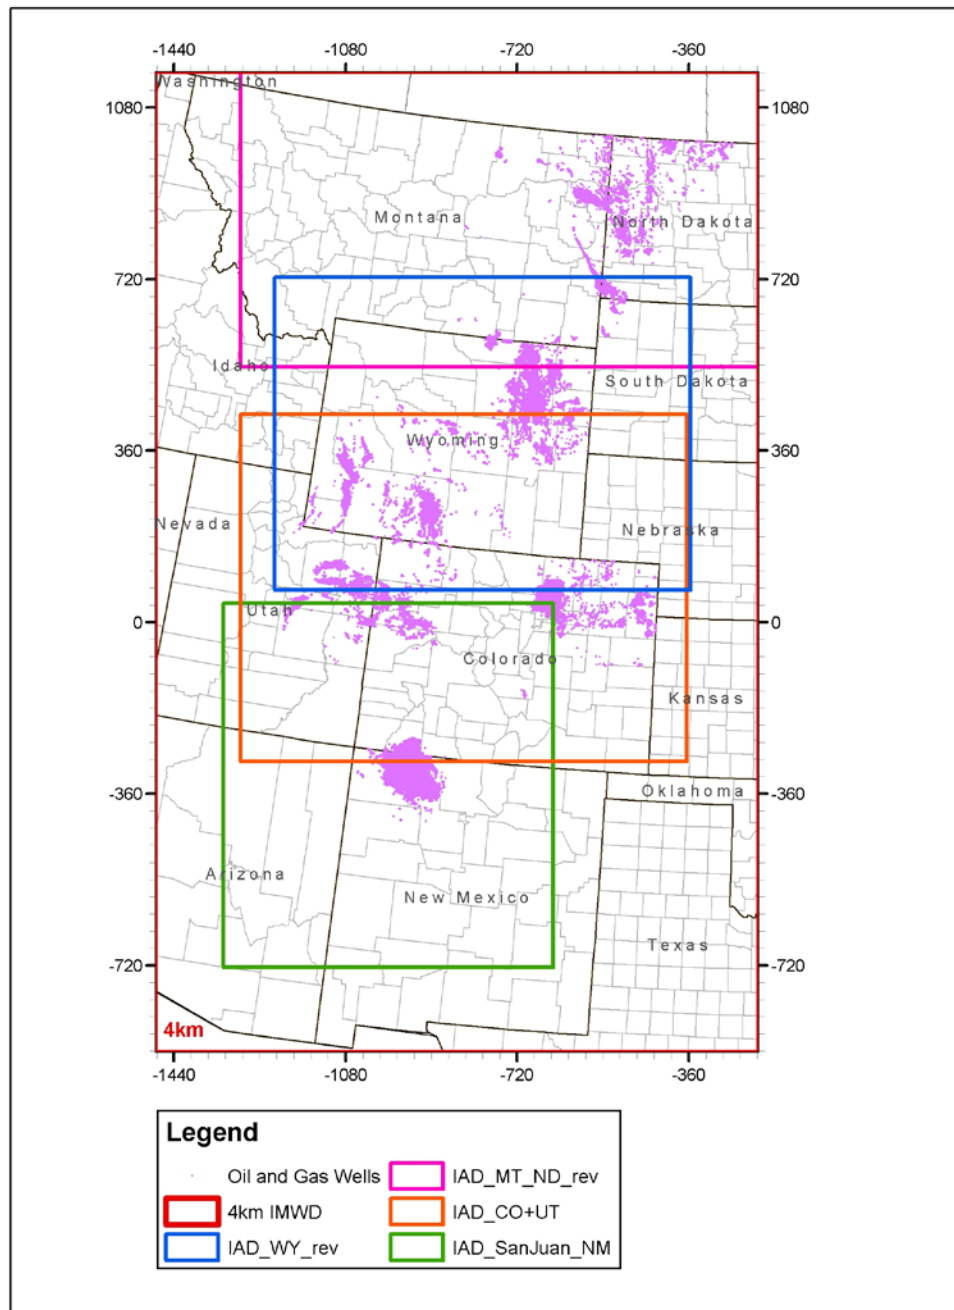 -1440 -1080 -720 -360
Washington
1080 1080
Montana
North Dakota
720 720
Idaho
South Dakota
360 360
Wyoming
Nevada
Nebraska
Utah
0 0
Colorado
Kansas
-360 -360
Oklahoma
Arizona
New Mexico
Texas
-720 -720
4km
-1440 -1080 -720 -360
Legend
Oil and Gas Wells IAD_MT_ND_rev
4km IMWD IAD_CO+UT
IAD_WY_rev IAD_SanJuan_NM